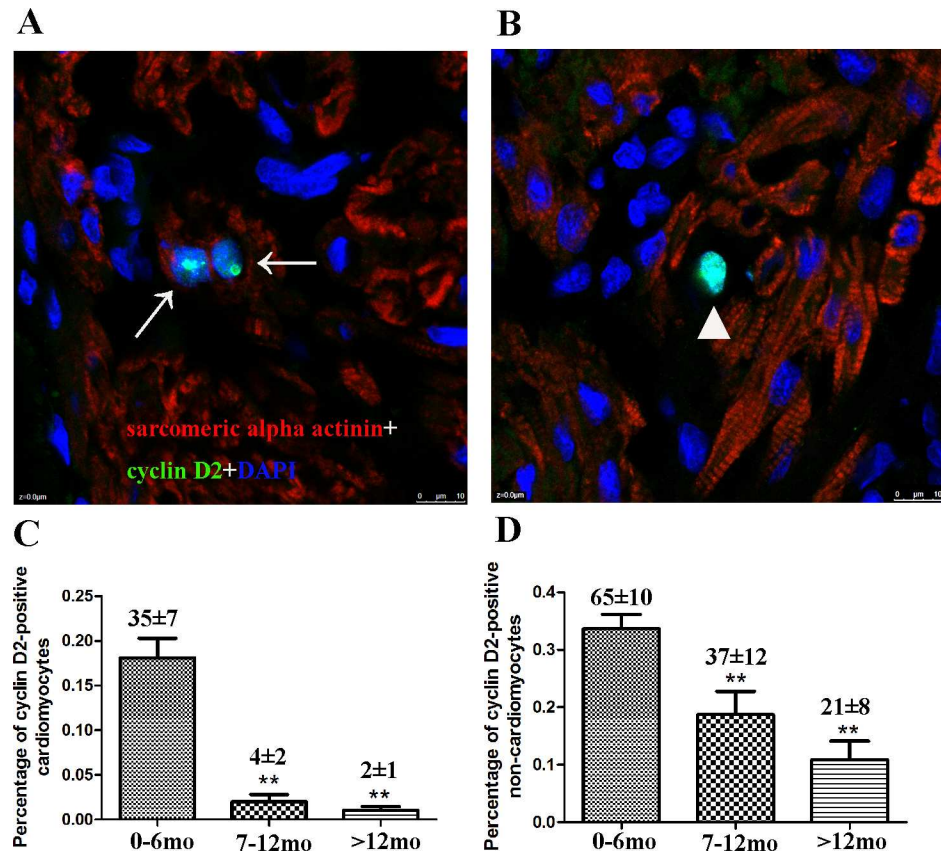 A
B
sarcomeric alpha actinin+
cyclin D2+DAPI
z=0.0µm
0 µm 10
z=0.0µm
0 µm 10
C
D
Percentage of cyclin D2-positive
cardiomyocytes
0.25
0.20
0.15
0.10
0.05
0.00
35±7
4±2
**
2±1
**
0-6mo
7-12mo
>12mo
Percentage of cyclin D2-positive
non-cardiomyocytes
0.4
0.3
0.2
0.1
0.0
65±10
37±12
**
21±8
**
0-6mo
7-12mo
>12mo